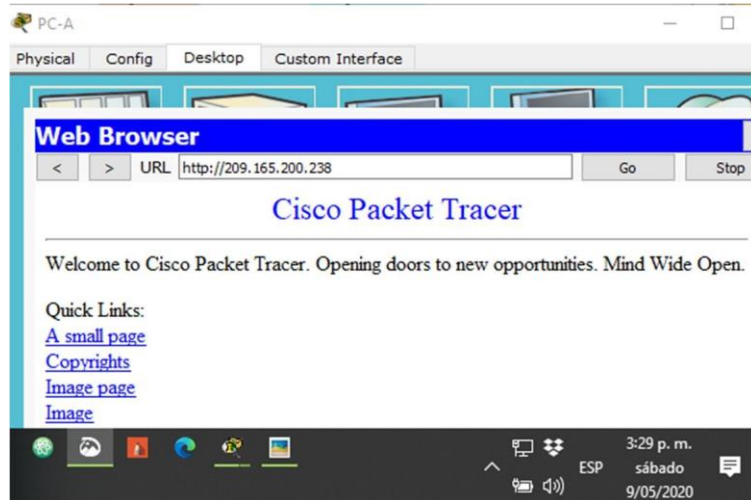 PC-A
Physical Config Desktop Custom Interface
Web Browser
< > URL http://209.165.200.238 Go Stop
Cisco Packet Tracer
Welcome to Cisco Packet Tracer. Opening doors to new opportunities. Mind Wide Open.
Quick Links:
A small page
Copyrights
Image page
Image
3:29 p. m.
ESP sábado
9/05/2020